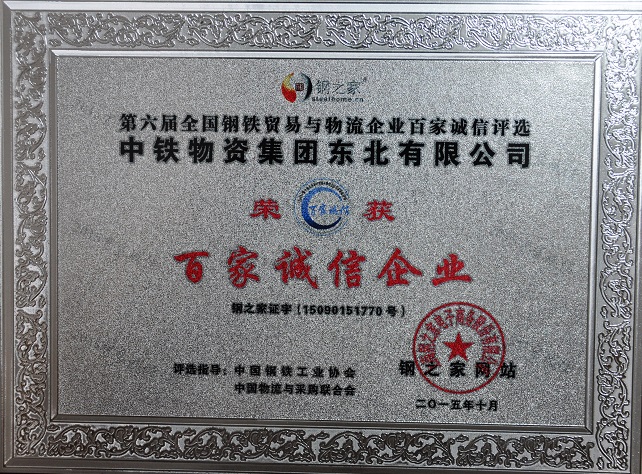 钢之家
steelhome.cn
第六届全国钢铁贸易与物流企业百家诚信评选
中铁物资集团东北有限公司
荣 百家诚信 获
百家诚信企业
钢之家证字(15090151770号)
评选指导:中国钢铁工业协会
中国物流与采购联合会
钢之家网站
二〇一五年十月